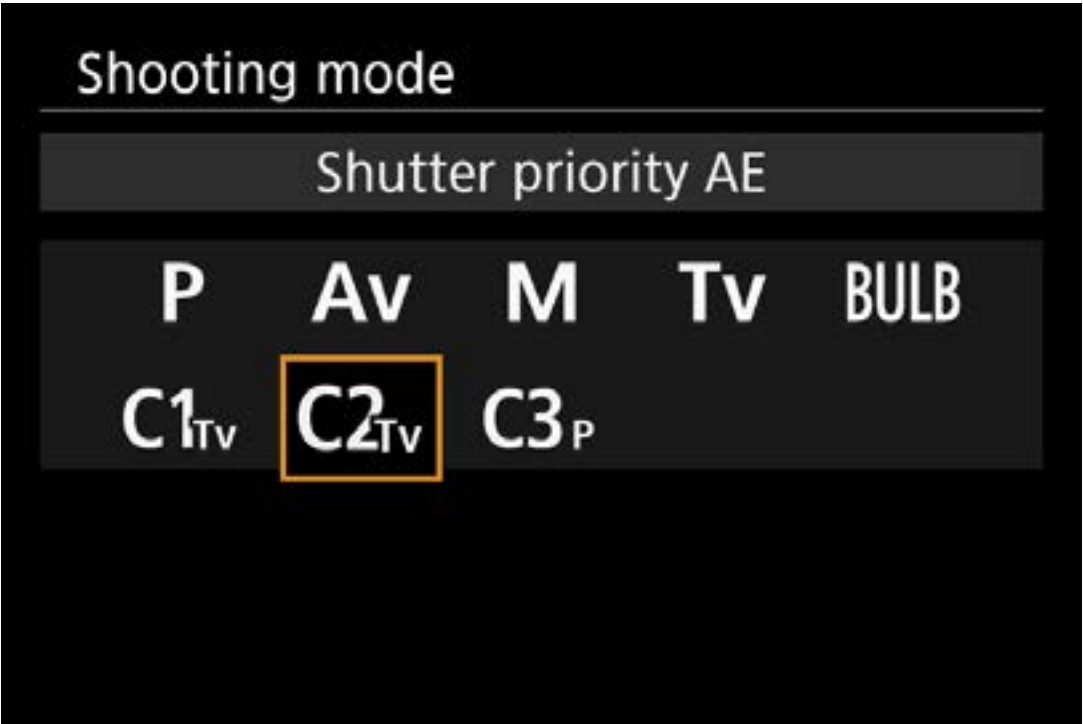 Shooting mode
Shutter priority AE
P Av M Tv BULB
C1Tv C2Tv C3P